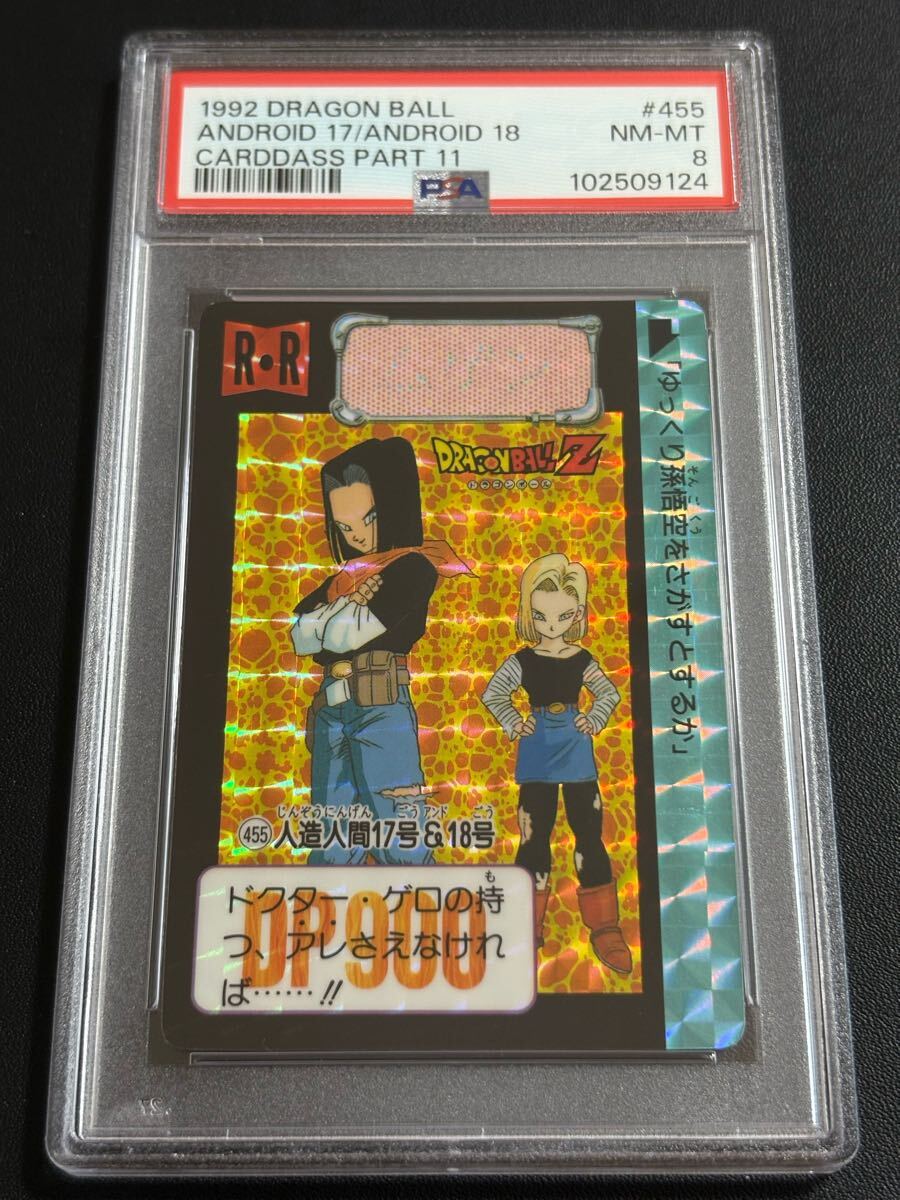 1992 DRAGON BALL #455
ANDROID 17/ANDROID 18 NM-MT
CARDDASS PART 11 8
PSA 102509124
R・R
DRAGON BALL Z
ドラゴンボール
「ゆっくり孫悟空をさがすとするか」
そんごくう
じんぞうにんげん ごう アンド ごう
455 人造人間17号&18号
DP 900
も
ドクター・ゲロの持
つ、アレさえなけれ
ば……!!